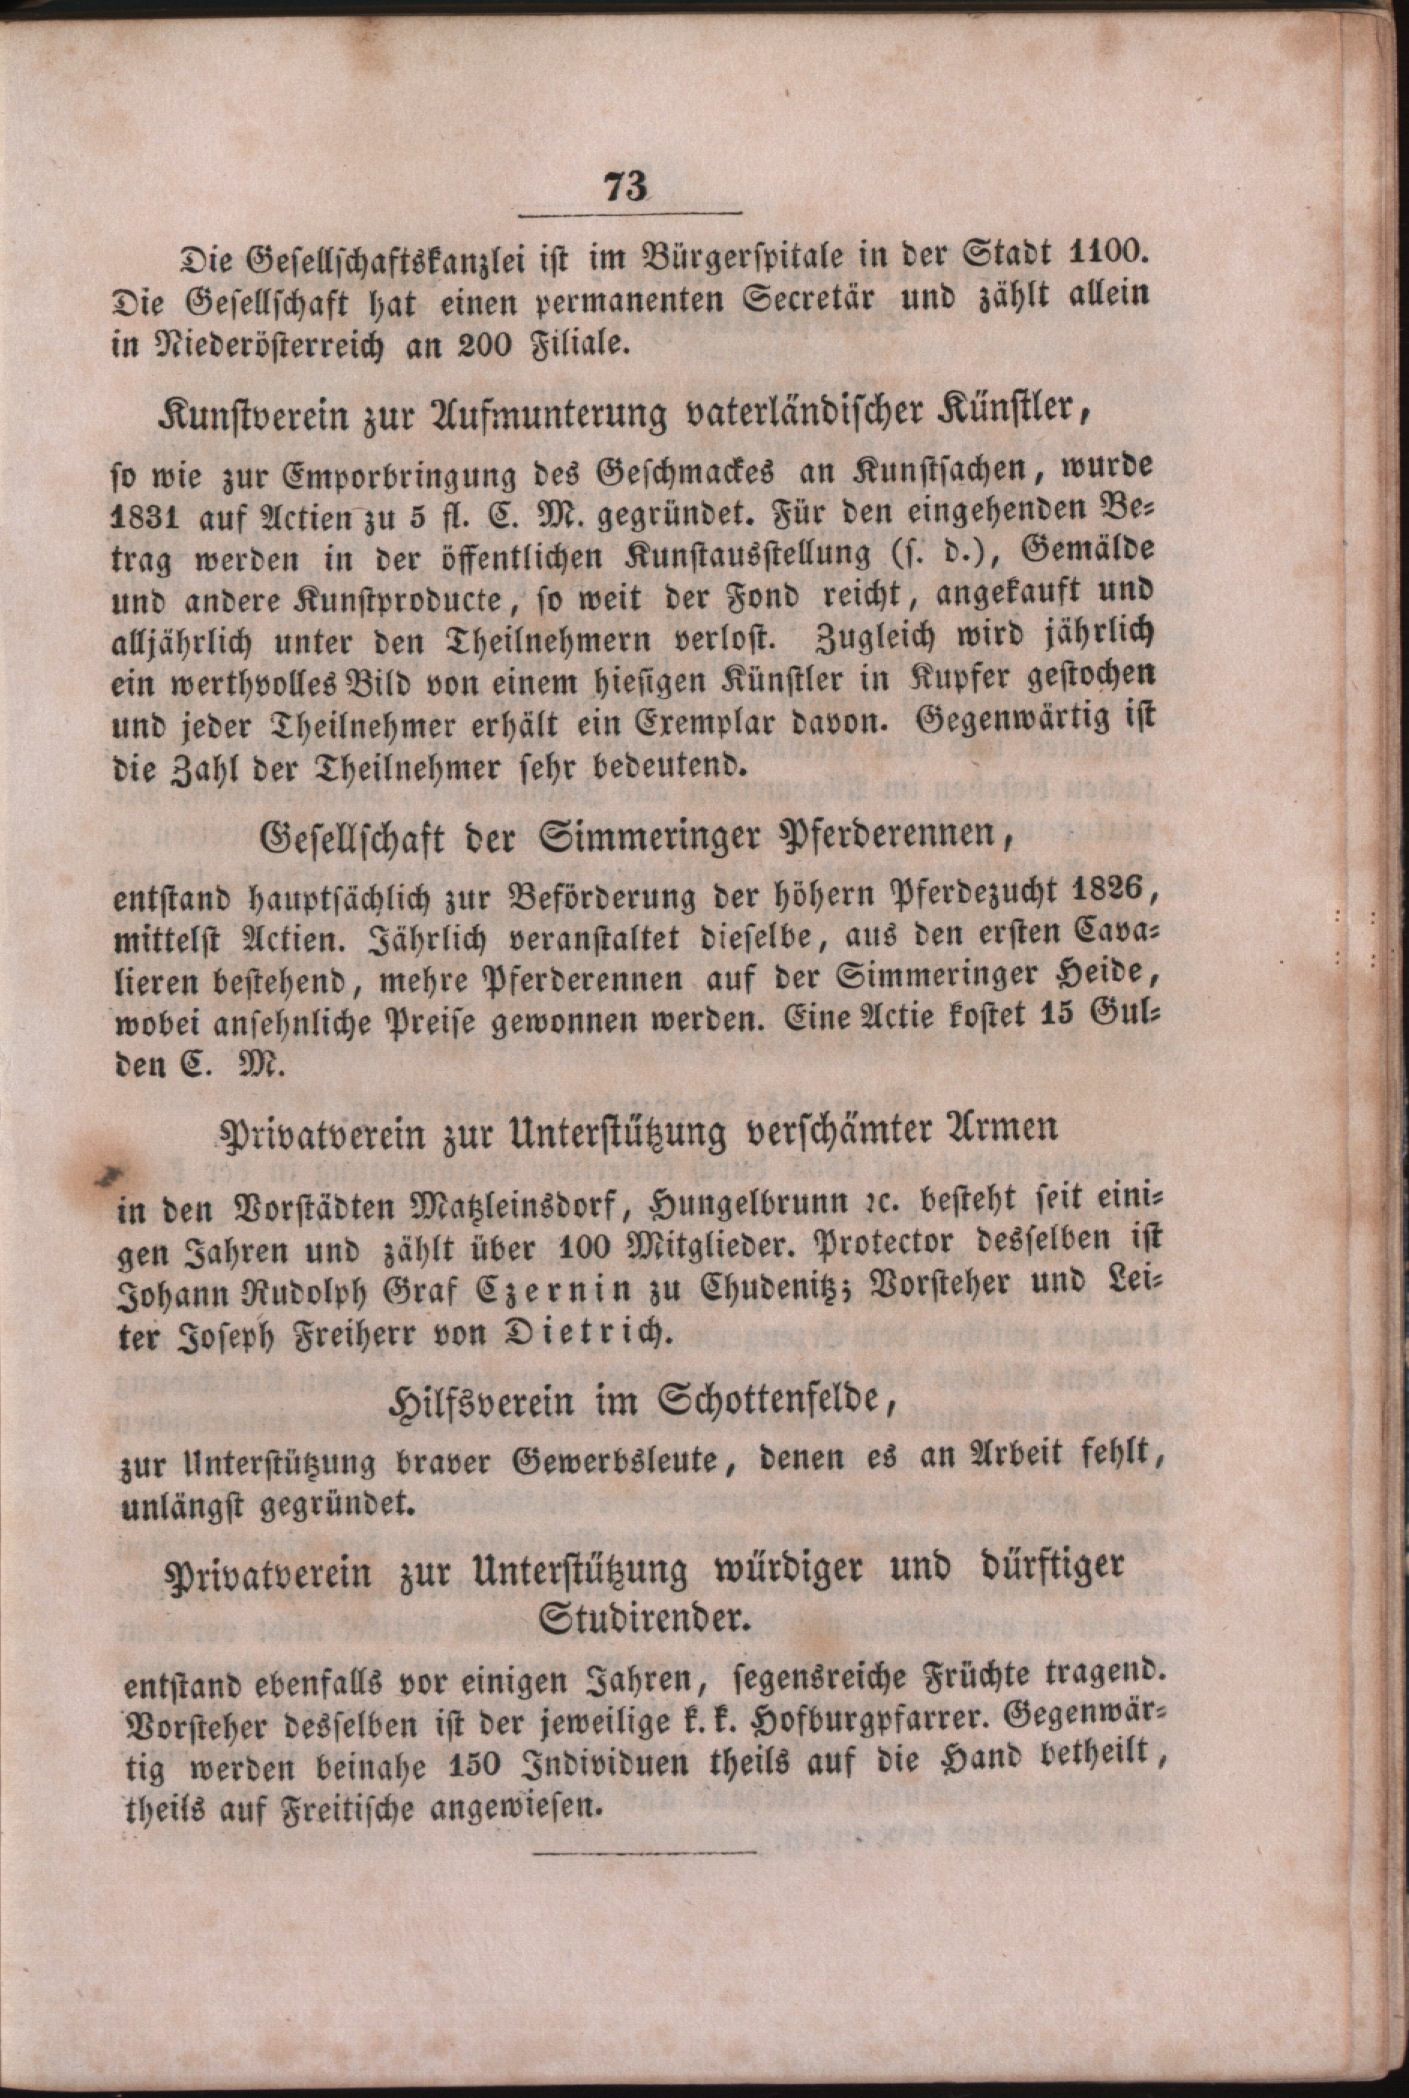 73
Die Gesellschaftskanzlei ist im Bürgerspitale in der Stadt 1100.
Die Gesellschaft hat einen permanenten Secretär und zählt allein
in Niederösterreich an 200 Filiale.
Kunstverein zur Aufmunterung vaterländischer Künstler,
so wie zur Emporbringung des Geschmackes an Kunstsachen, wurde
1831 auf Actien zu 5 fl. C. M. gegründet. Für den eingehenden Be-
trag werden in der öffentlichen Kunstausstellung (s. d.), Gemälde
und andere Kunstproducte, so weit der Fond reicht, angekauft und
alljährlich unter den Theilnehmern verlost. Zugleich wird jährlich
ein werthvolles Bild von einem hiesigen Künstler in Kupfer gestochen
und jeder Theilnehmer erhält ein Exemplar davon. Gegenwärtig ist
die Zahl der Theilnehmer sehr bedeutend.
Gesellschaft der Simmeringer Pferderennen,
entstand hauptsächlich zur Beförderung der höhern Pferdezucht 1826,
mittelst Actien. Jährlich veranstaltet dieselbe, aus den ersten Cava-
lieren bestehend, mehre Pferderennen auf der Simmeringer Heide,
wobei ansehnliche Preise gewonnen werden. Eine Actie kostet 15 Gul-
den C. M.
Privatverein zur Unterstützung verschämter Armen
in den Vorstädten Matzleinsdorf, Hungelbrunn ꝛc. besteht seit eini-
gen Jahren und zählt über 100 Mitglieder. Protector desselben ist
Johann Rudolph Graf Czernin zu Chudenitz; Vorsteher und Lei-
ter Joseph Freiherr von Dietrich.
Hilfsverein im Schottenfelde,
zur Unterstützung braver Gewerbsleute, denen es an Arbeit fehlt,
unlängst gegründet.
Privatverein zur Unterstützung würdiger und dürftiger
Studirender.
entstand ebenfalls vor einigen Jahren, segensreiche Früchte tragend.
Vorsteher desselben ist der jeweilige k. k. Hofburgpfarrer. Gegenwär-
tig werden beinahe 150 Individuen theils auf die Hand betheilt,
theils auf Freitische angewiesen.